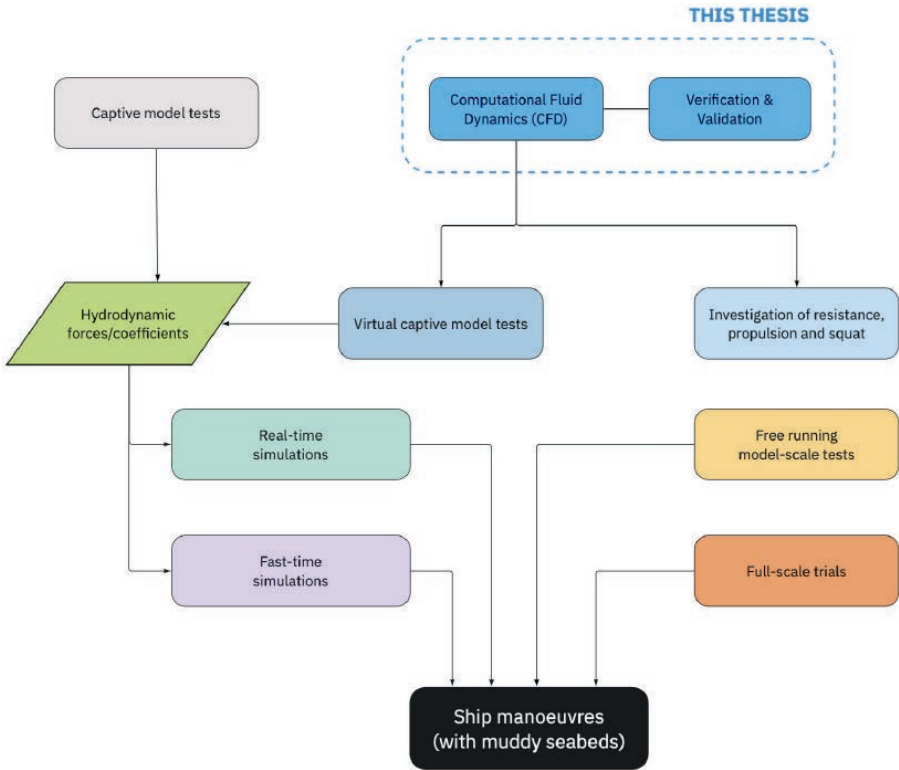 THIS THESIS
Captive model tests
Computational Fluid
Dynamics (CFD)
Verification &
Validation
Hydrodynamic
forces/coefficients
Virtual captive model tests
Investigation of resistance,
propulsion and squat
Real-time
simulations
Free running
model-scale tests
Fast-time
simulations
Full-scale trials
Ship manoeuvres
(with muddy seabeds)